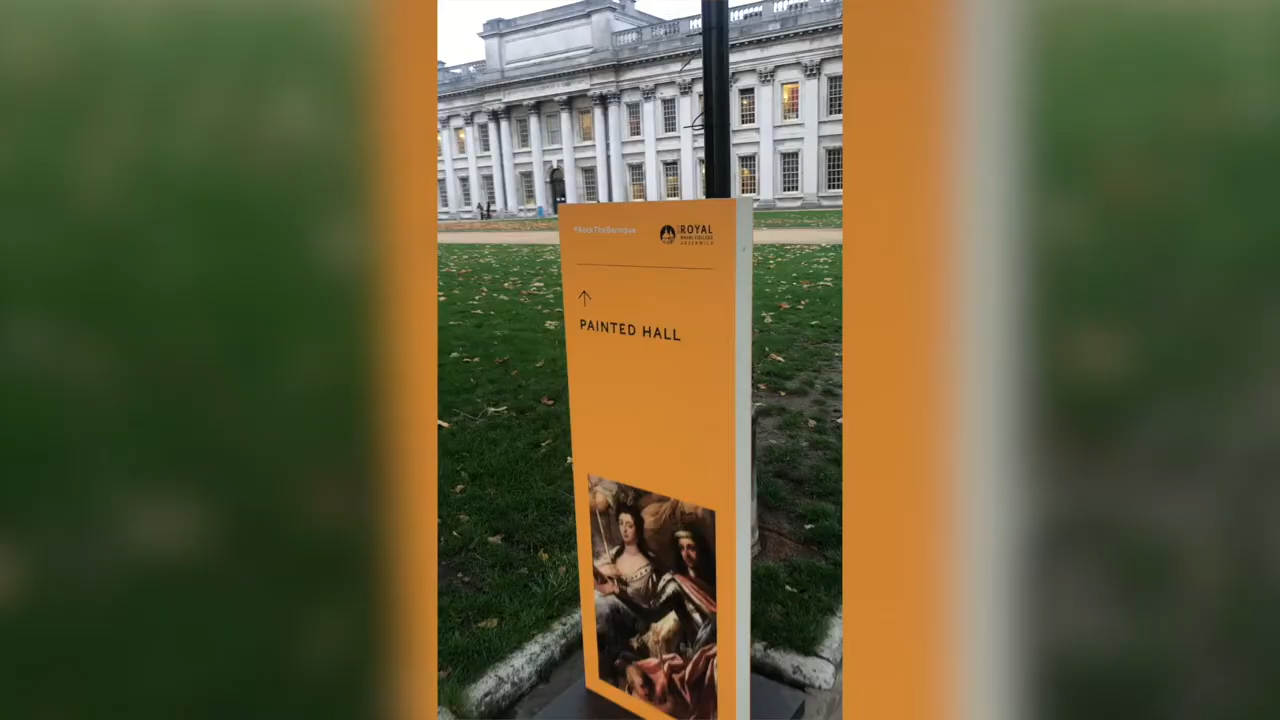 #RockTheBaroque
ROYAL
NAVAL COLLEGE
GREENWICH
PAINTED HALL